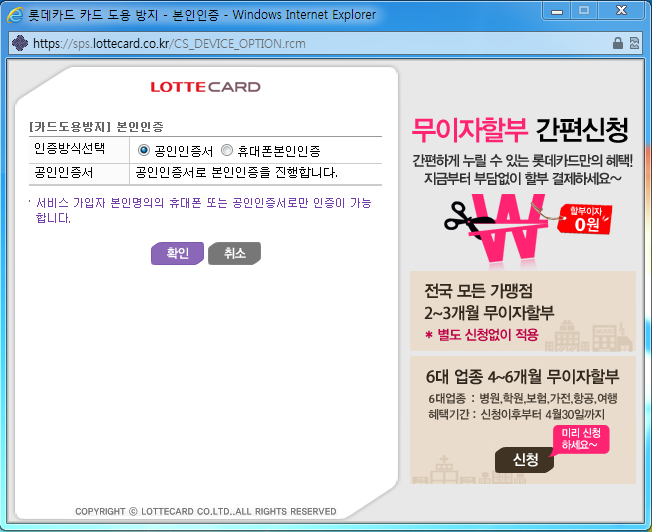 롯데카드 카드 도용 방지 - 본인인증 - Windows Internet Explorer
https://sps.lottecard.co.kr/CS_DEVICE_OPTION.rcm
LOTTECARD
[카드도용방지] 본인인증
인증방식선택 공인인증서 휴대폰본인인증
공인인증서 공인인증서로 본인인증을 진행합니다.
서비스 가입자 본인명의의 휴대폰 또는 공인인증서로만 인증이 가능
합니다.
확인 취소
COPYRIGHT ⓒ LOTTECARD CO.LTD..ALL RIGHTS RESERVED
무이자할부 간편신청
간편하게 누릴 수 있는 롯데카드만의 혜택!
지금부터 부담없이 할부 결제하세요~
할부이자
0원
전국 모든 가맹점
2~3개월 무이자할부
* 별도 신청없이 적용
6대 업종 4~6개월 무이자할부
6대업종 : 병원,학원,보험,가전,항공,여행
혜택기간 : 신청이후부터 4월30일까지
미리 신청
하세요~
신청